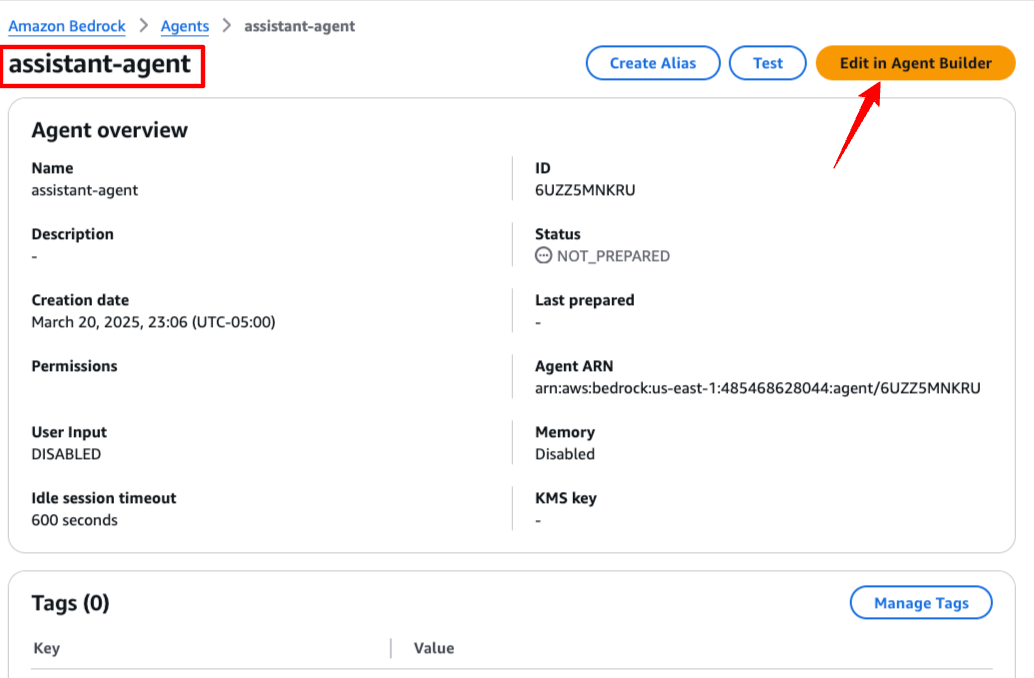 Amazon Bedrock > Agents > assistant-agent
assistant-agent
Create Alias Test Edit in Agent Builder
Agent overview
Name
assistant-agent
ID
6UZZ5MNKRU
Description
-
Status
NOT_PREPARED
Creation date
March 20, 2025, 23:06 (UTC-05:00)
Last prepared
-
Permissions
Agent ARN
arn:aws:bedrock:us-east-1:485468628044:agent/6UZZ5MNKRU
User Input
DISABLED
Memory
Disabled
Idle session timeout
600 seconds
KMS key
-
Tags (0)
Manage Tags
Key Value